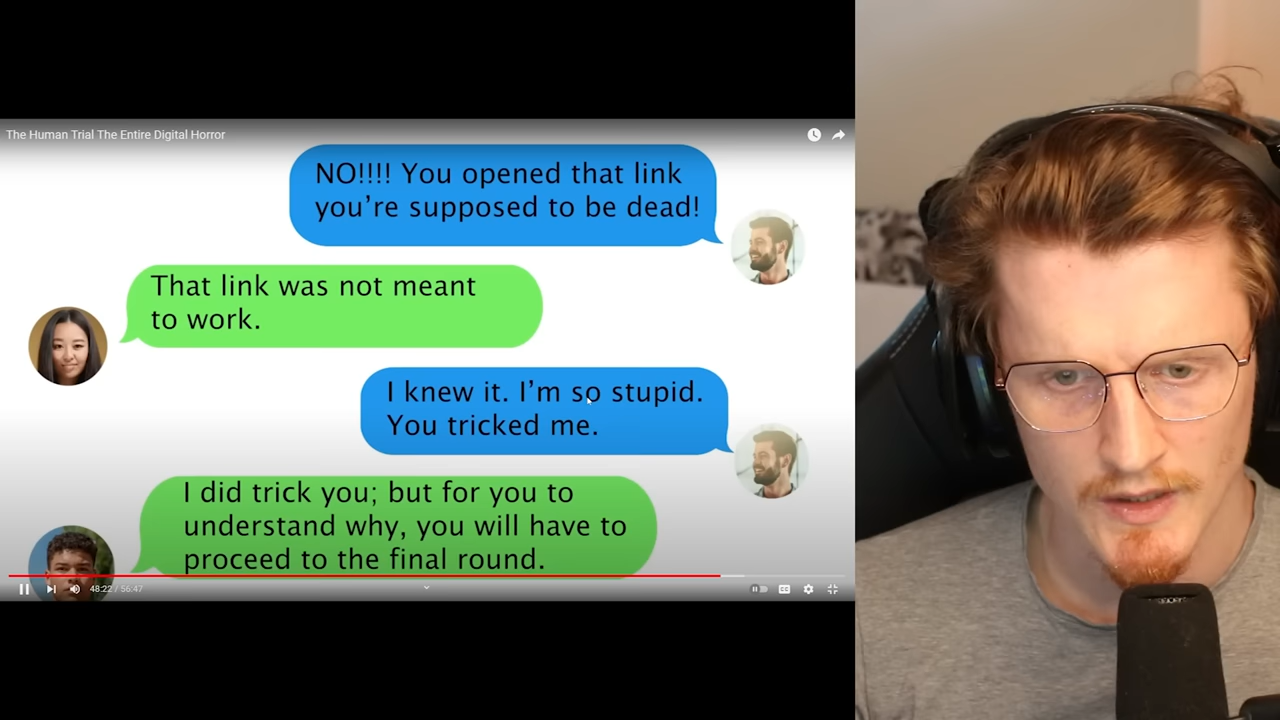 The Human Trial The Entire Digital Horror
NO!!!! You opened that link
you’re supposed to be dead!
That link was not meant
to work.
I knew it. I’m so stupid.
You tricked me.
I did trick you; but for you to
understand why, you will have to
proceed to the final round.
48:22 / 56:47